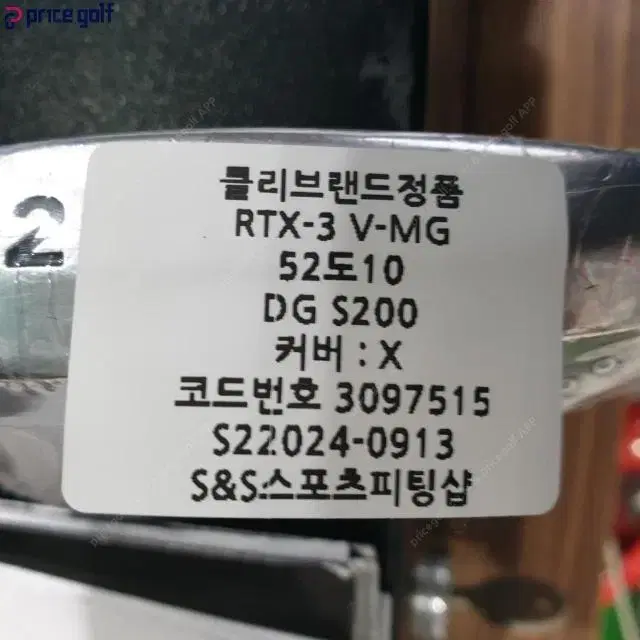 price golf
2
클리브랜드정품
RTX-3 V-MG
52도10
DG S200
커버 : X
코드번호 3097515
S22024-0913
S&S.스포츠피팅샵